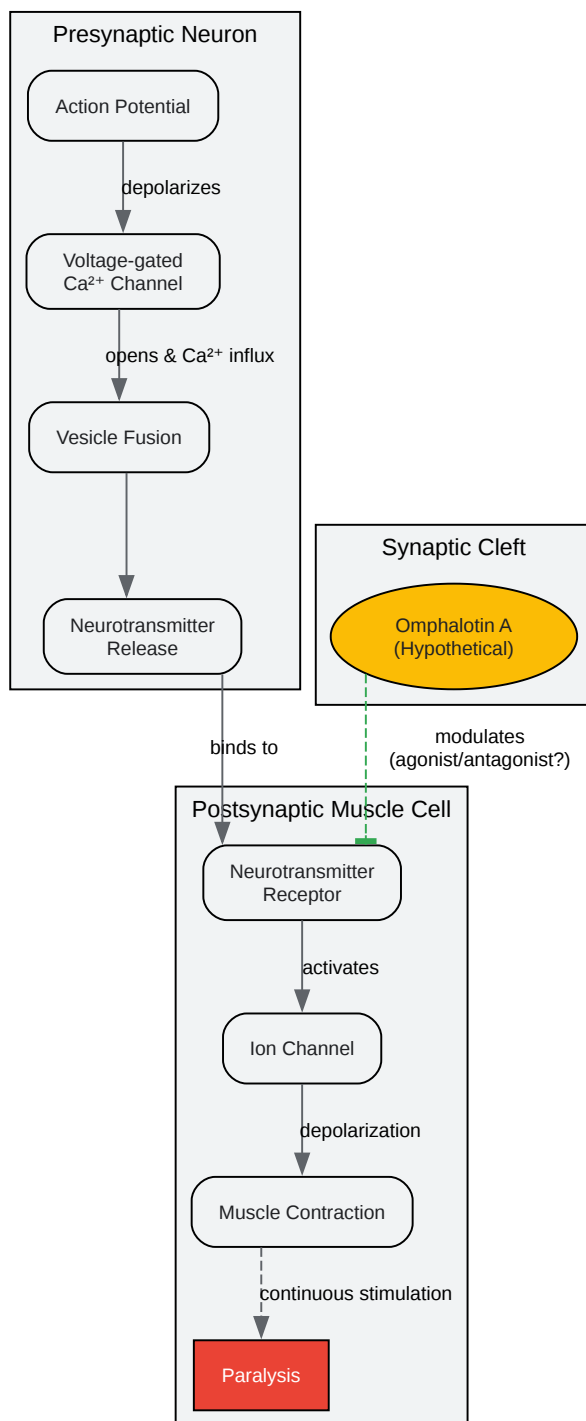 Presynaptic Neuron
Action Potential
depolarizes
Voltage-gated
Ca²⁺ Channel
opens & Ca²⁺ influx
Vesicle Fusion
Neurotransmitter
Release
Synaptic Cleft
Omphalotin A
(Hypothetical)
binds to
modulates
(agonist/antagonist?)
Postsynaptic Muscle Cell
Neurotransmitter
Receptor
activates
Ion Channel
depolarization
Muscle Contraction
continuous stimulation
Paralysis